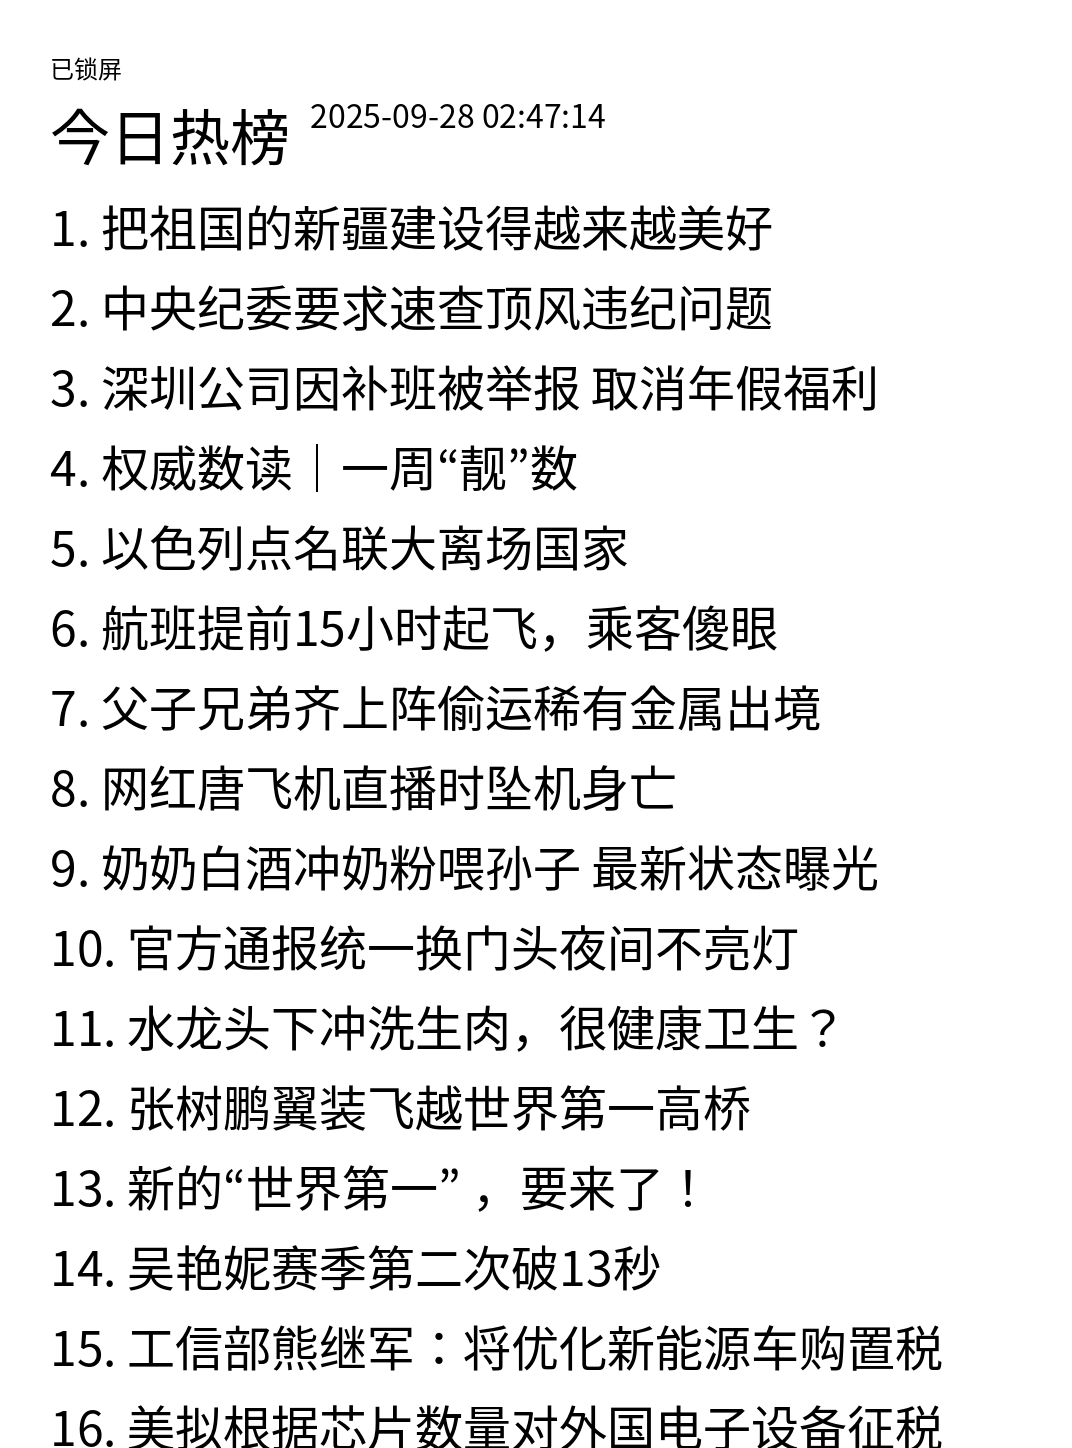 已锁屏
今日热榜 2025-09-28 02:47:14
1. 把祖国的新疆建设得越来越美好
2. 中央纪委要求速查顶风违纪问题
3. 深圳公司因补班被举报 取消年假福利
4. 权威数读｜一周“靓”数
5. 以色列点名联大离场国家
6. 航班提前15小时起飞，乘客傻眼
7. 父子兄弟齐上阵偷运稀有金属出境
8. 网红唐飞机直播时坠机身亡
9. 奶奶白酒冲奶粉喂孙子 最新状态曝光
10. 官方通报统一换门头夜间不亮灯
11. 水龙头下冲洗生肉，很健康卫生？
12. 张树鹏翼装飞越世界第一高桥
13. 新的“世界第一” ，要来了！
14. 吴艳妮赛季第二次破13秒
15. 工信部熊继军：将优化新能源车购置税
16. 美拟根据芯片数量对外国电子设备征税